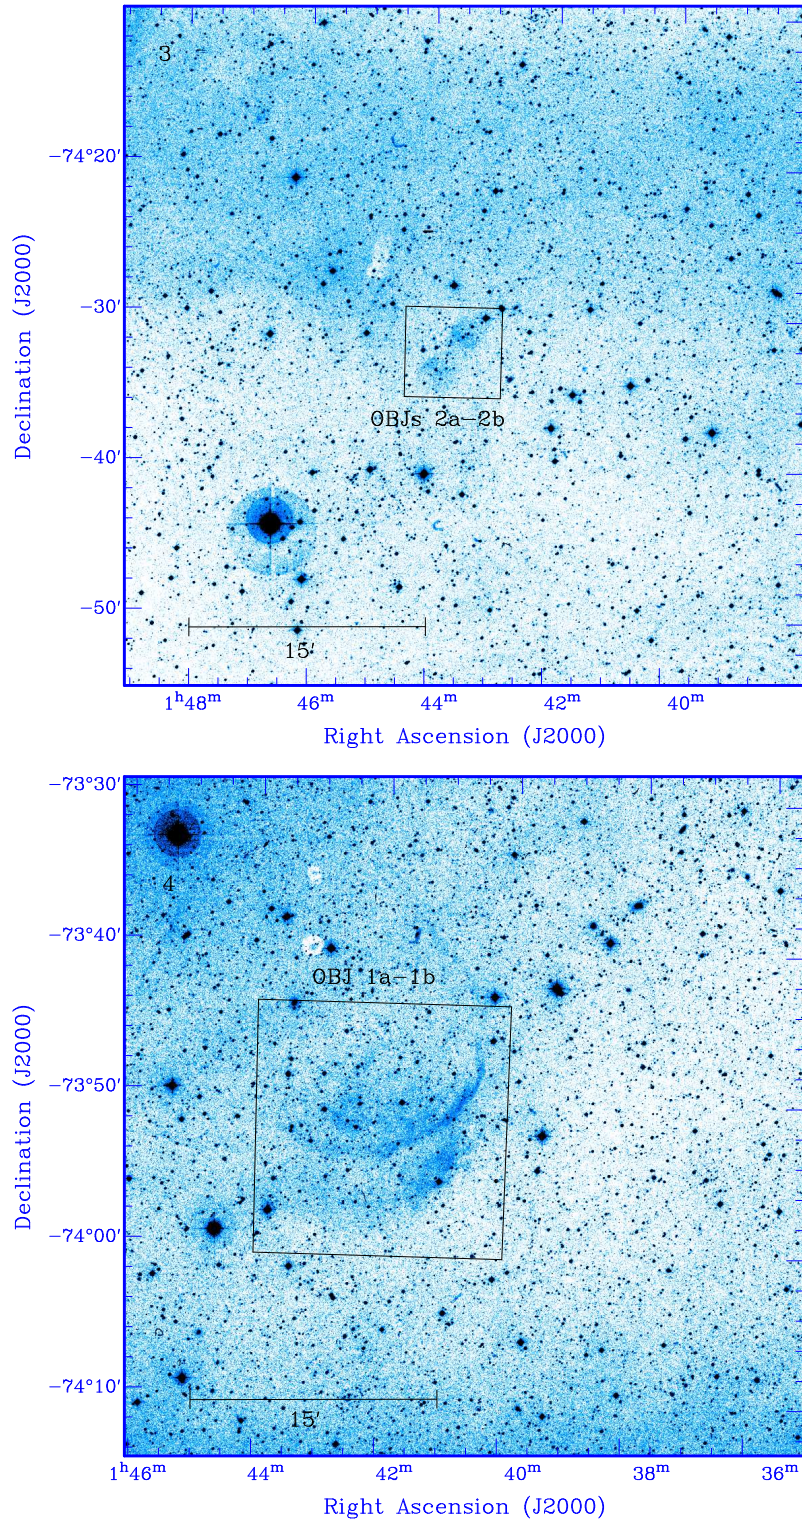 3
−74°20′
−30′
−40′
−50′
Declination (J2000)
OBJs 2a−2b
15′
1ʰ48ᵐ 46ᵐ 44ᵐ 42ᵐ 40ᵐ
Right Ascension (J2000)
−73°30′
−73°40′
−73°50′
−74°00′
−74°10′
Declination (J2000)
4
OBJ 1a−1b
15′
1ʰ46ᵐ 44ᵐ 42ᵐ 40ᵐ 38ᵐ 36ᵐ
Right Ascension (J2000)